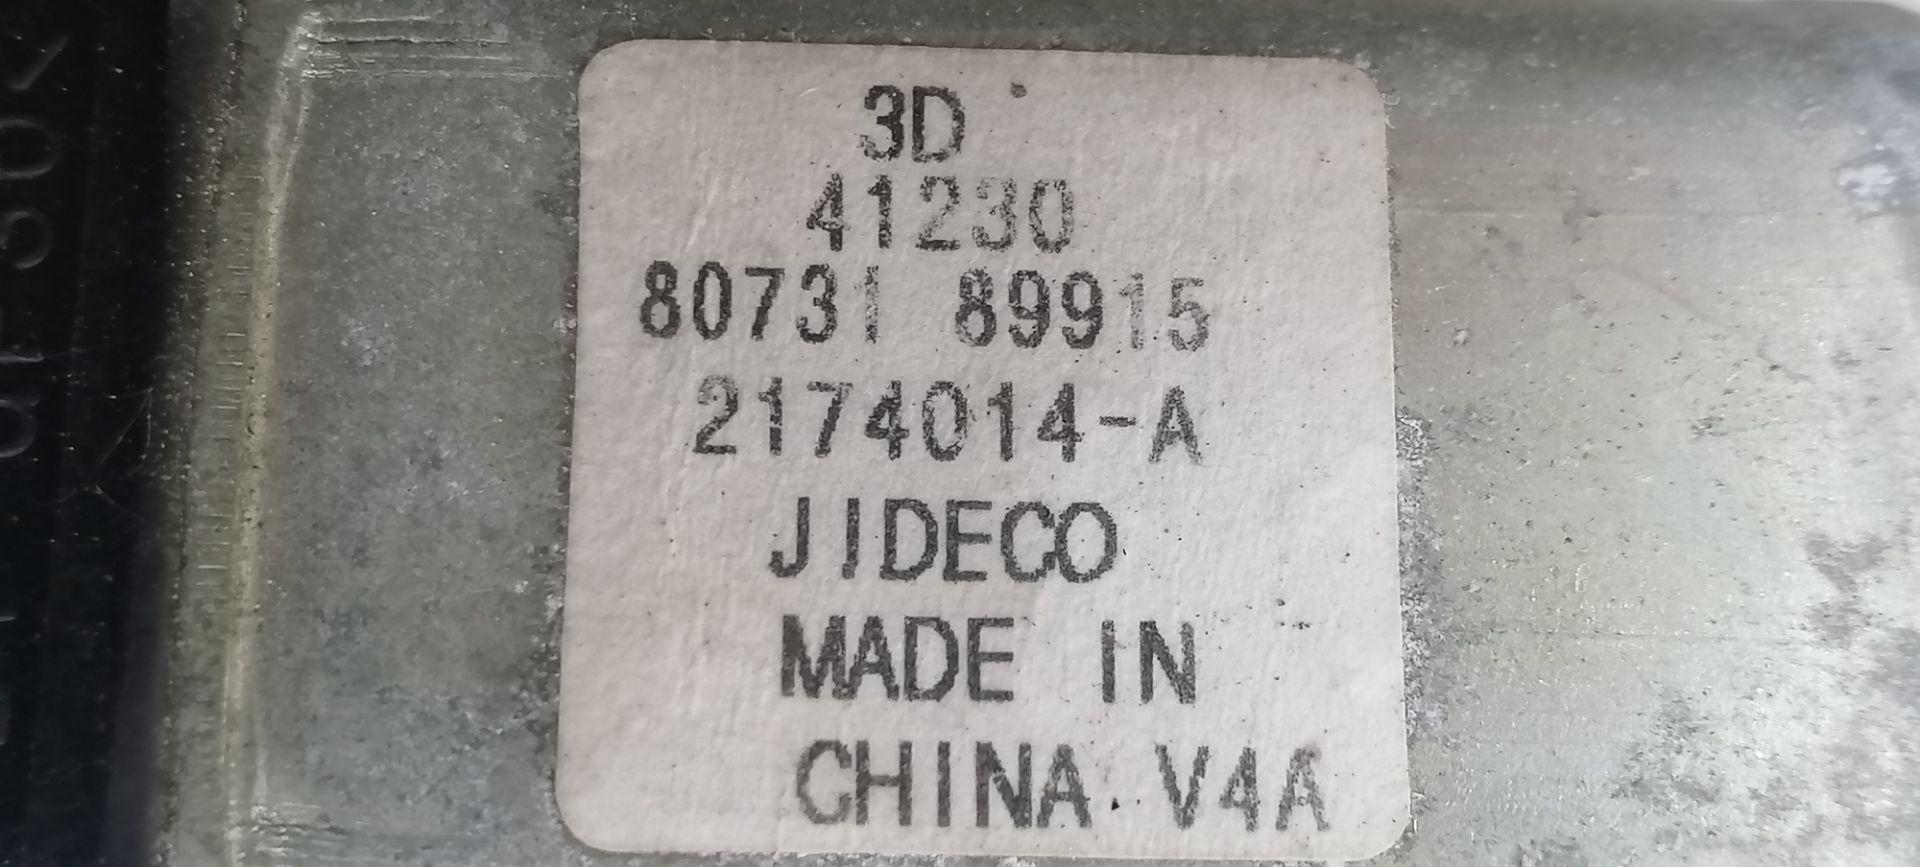 3D
41230
80731 89915
2174014-A
JIDECO
MADE IN
CHINA V4A